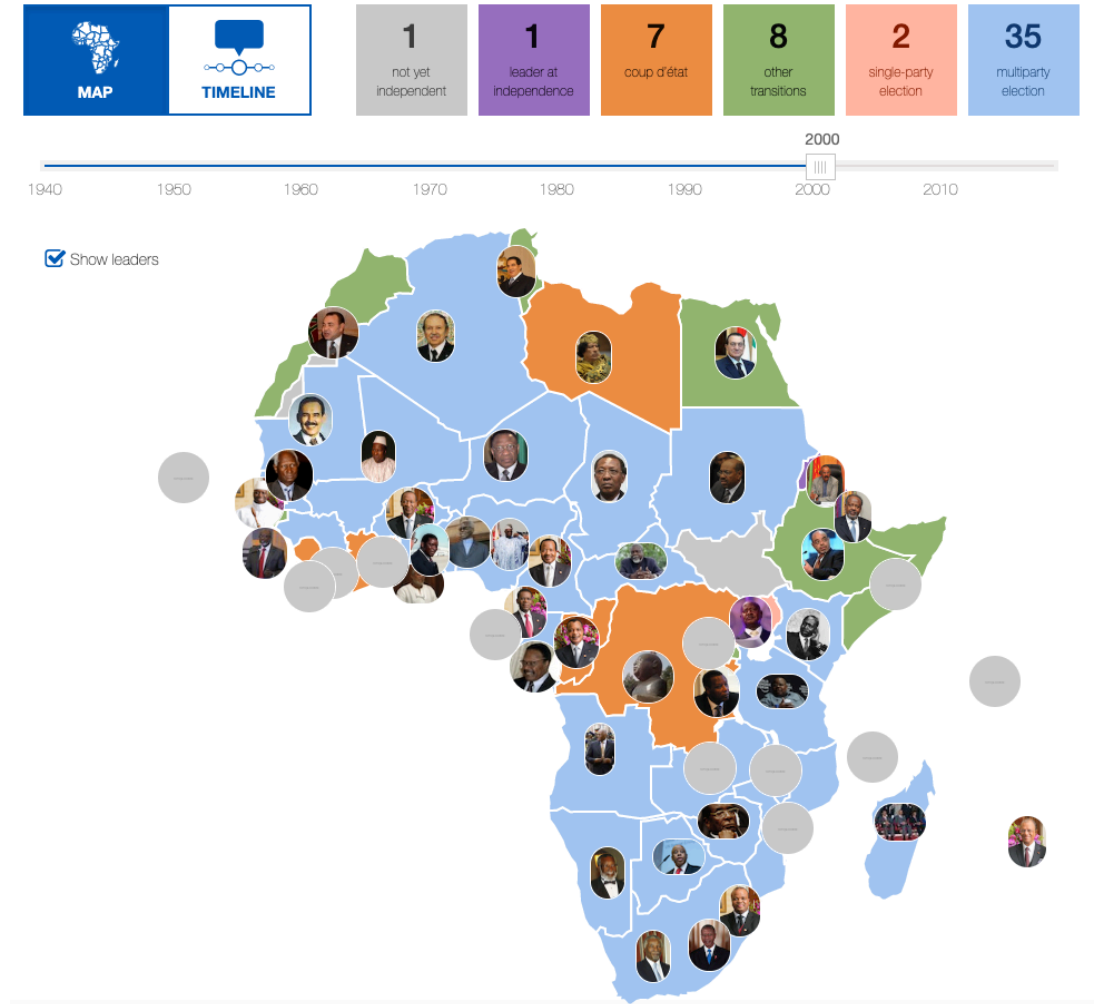 MAP
TIMELINE
1
not yet
independent
1
leader at
independence
7
coup d'état
8
other
transitions
2
single-party
election
35
multiparty
election
2000
1940
1950
1960
1970
1980
1990
2000
2010
Show leaders